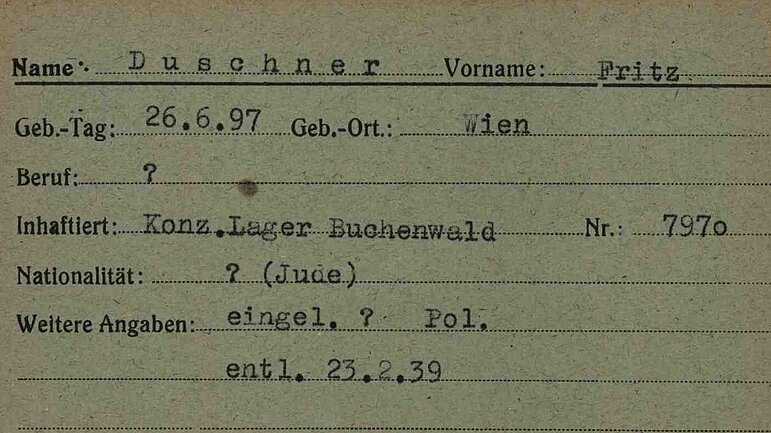 Name: Duschner Vorname: Fritz
Geb.-Tag: 26.6.97 Geb.-Ort.: Wien
Beruf: ?
Inhaftiert: Konz.Lager Buchenwald Nr.: 7970
Nationalität: ? (Jude)
Weitere Angaben: eingel. ? Pol.
entl. 23.2.39